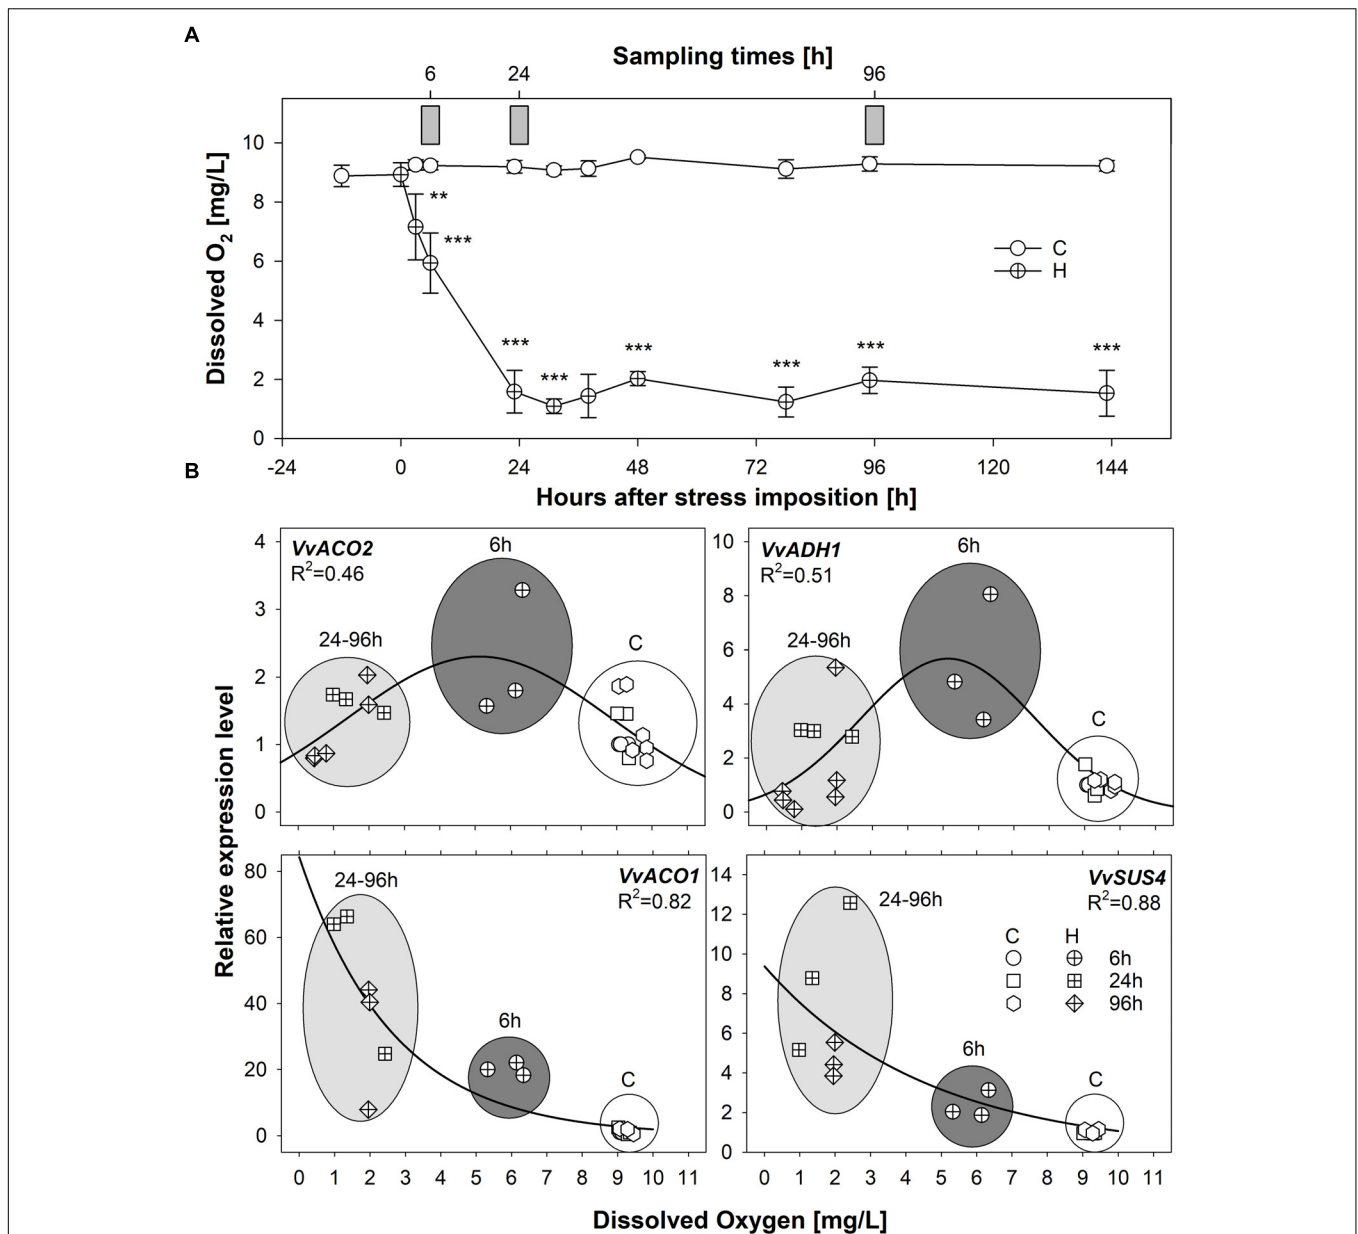 A
Sampling times [h]
6 24 96
10
8
6
4
2
0
Dissolved O2 [mg/L]
**
***
***
***
***
***
***
***
C
H
-24 0 24 48 72 96 120 144
Hours after stress imposition [h]
B
Relative expression level
4
3
2
1
0
VvACO2
R2=0.46
24-96h
6h
C
10
8
6
4
2
0
VvADH1
R2=0.51
24-96h
6h
C
80
60
40
20
0
VvACO1
R2=0.82
24-96h
6h
C
0 1 2 3 4 5 6 7 8 9 10 11
14
12
10
8
6
4
2
0
VvSUS4
R2=0.88
24-96h
6h
C
C H
6h
24h
96h
0 1 2 3 4 5 6 7 8 9 10 11
Dissolved Oxygen [mg/L]